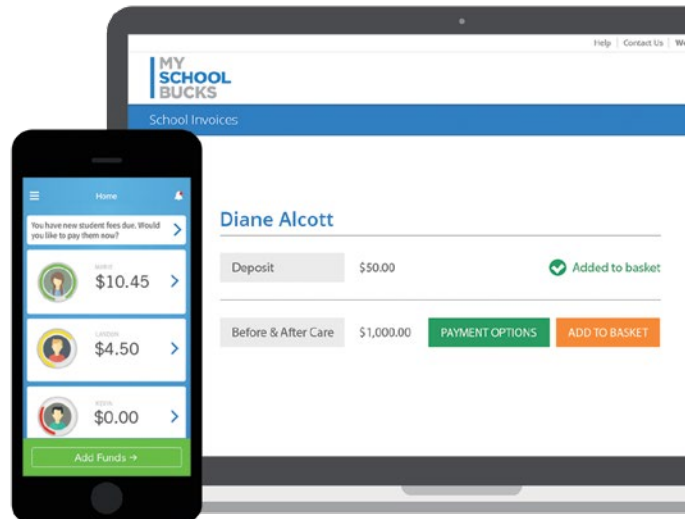 Help | Contact Us | We
MY
SCHOOL
BUCKS
School Invoices
Diane Alcott
Deposit $50.00 Added to basket
Before & After Care $1,000.00 PAYMENT OPTIONS ADD TO BASKET
Home
You have new student fees due. Would
you like to pay them now?
$10.45
LANDON
$4.50
$0.00
Add Funds →